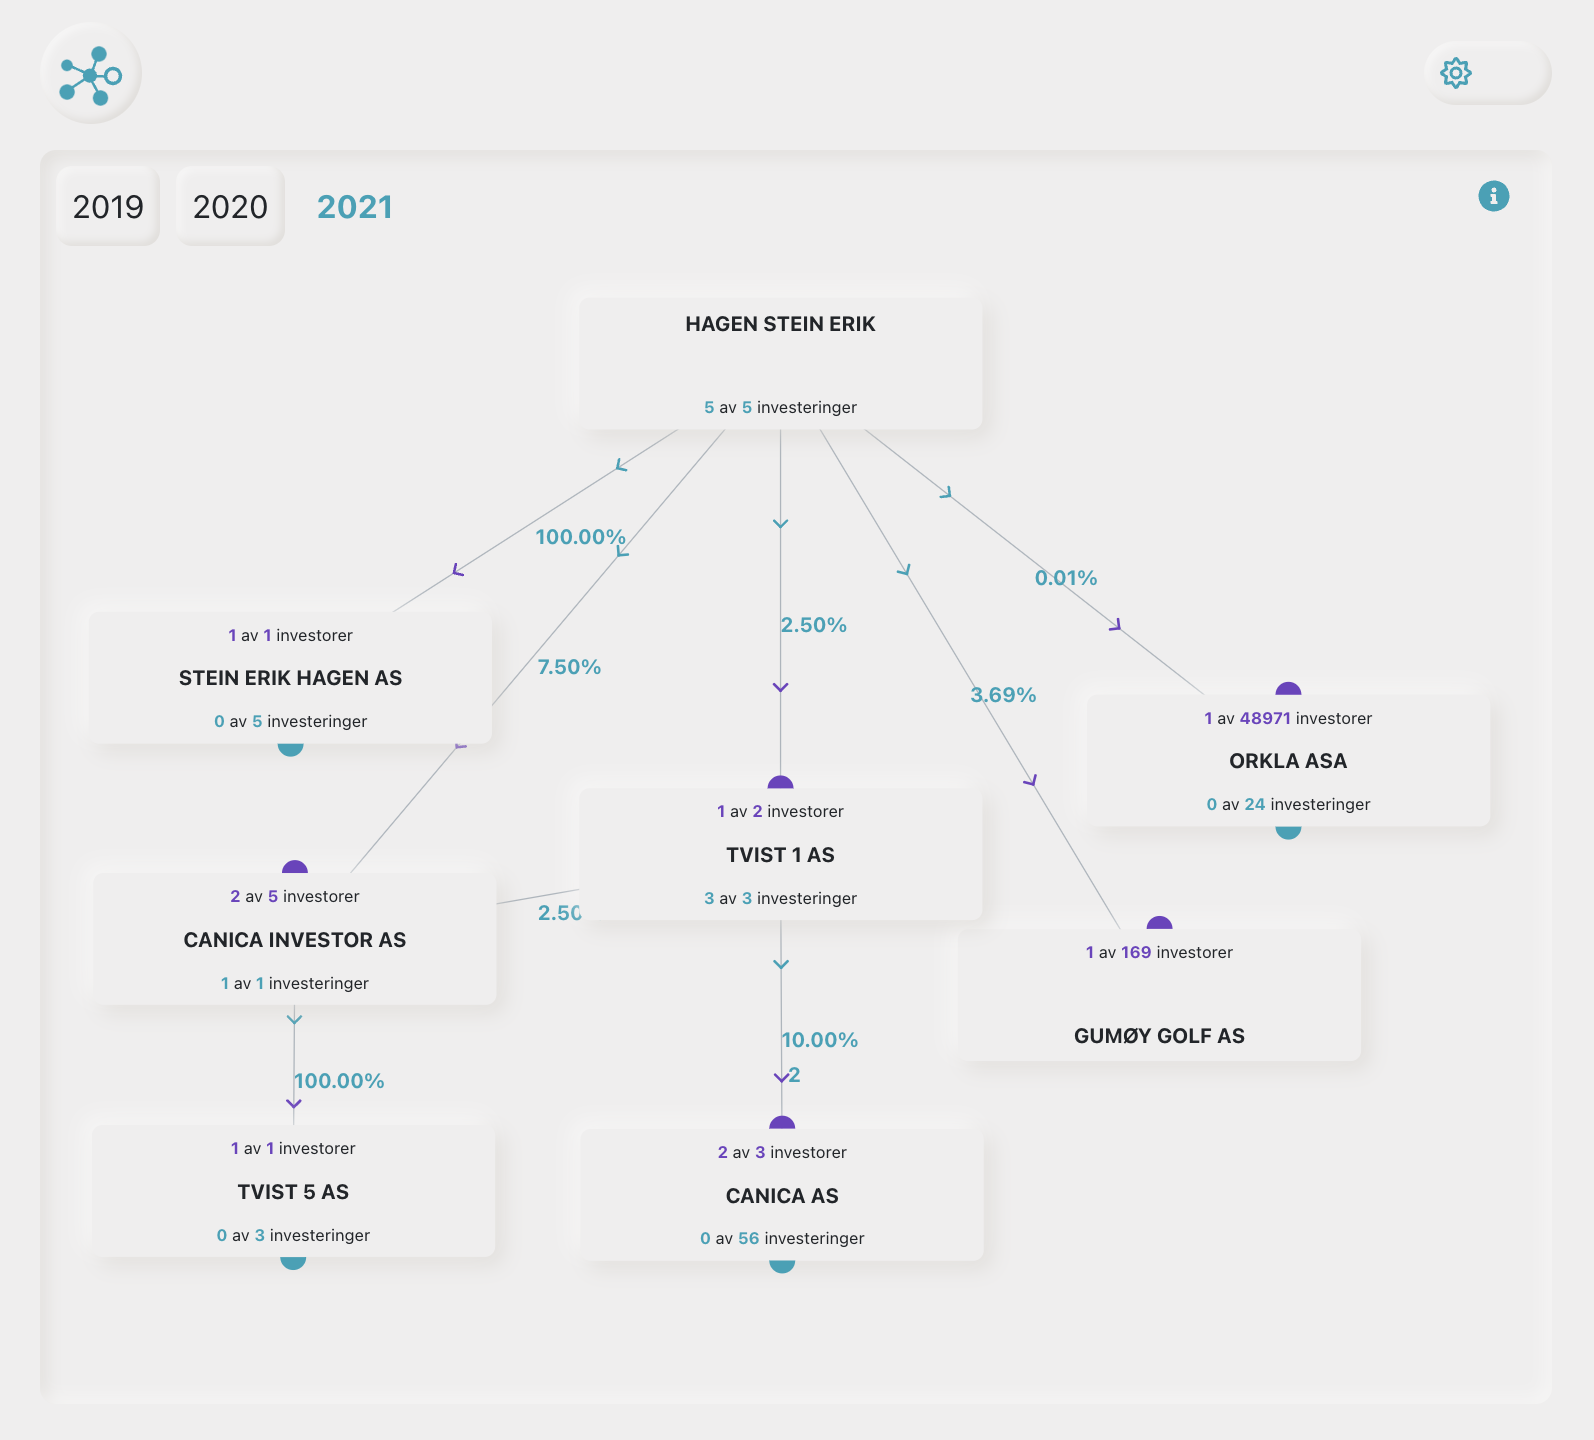 2019 2020 2021
HAGEN STEIN ERIK
5 av 5 investeringer
100.00%
0.01%
2.50%
7.50%
3.69%
1 av 1 investorer
STEIN ERIK HAGEN AS
0 av 5 investeringer
1 av 48971 investorer
ORKLA ASA
0 av 24 investeringer
1 av 2 investorer
TVIST 1 AS
3 av 3 investeringer
2 av 5 investorer
CANICA INVESTOR AS
1 av 1 investeringer
2.50
1 av 169 investorer
GUMØY GOLF AS
10.00%
2
100.00%
1 av 1 investorer
TVIST 5 AS
0 av 3 investeringer
2 av 3 investorer
CANICA AS
0 av 56 investeringer